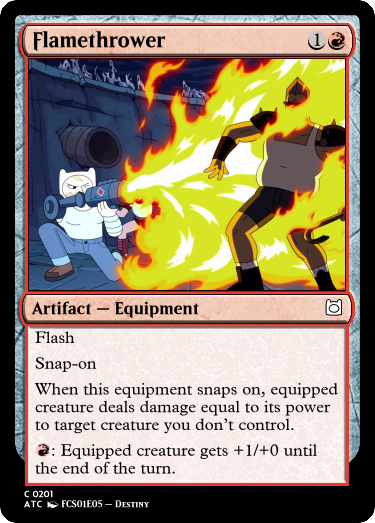 Flamethrower 1
Artifact — Equipment
Flash
Snap-on
When this equipment snaps on, equipped
creature deals damage equal to its power
to target creature you don't control.
: Equipped creature gets +1/+0 until
the end of the turn.
C 0201
ATC FCS01E05 — Destiny